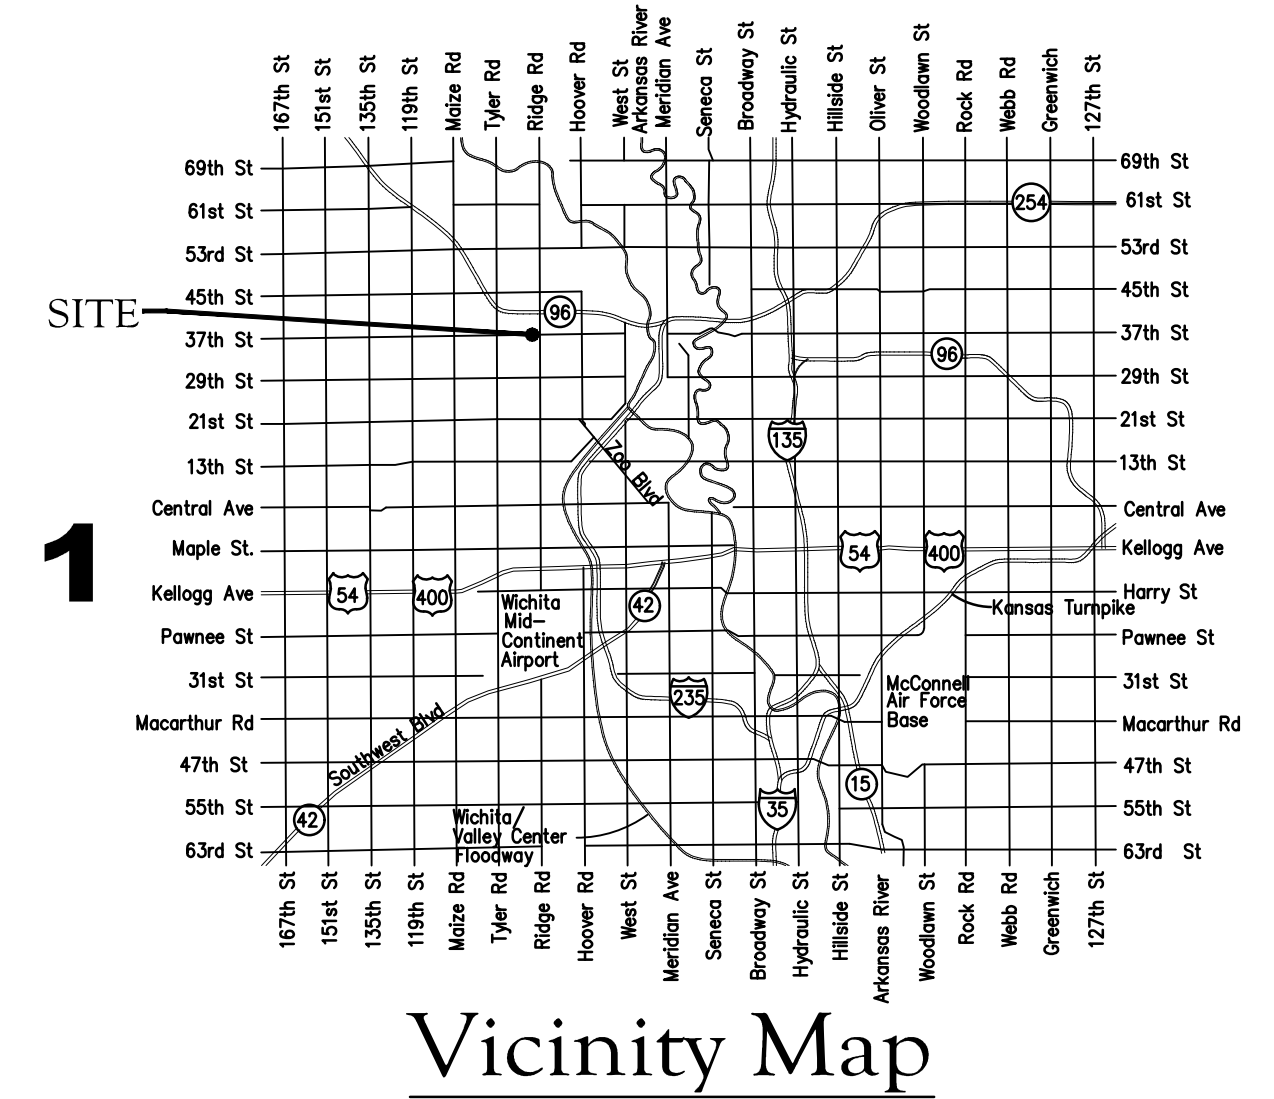 167th St
151st St
135th St
119th St
Maize Rd
Tyler Rd
Ridge Rd
Hoover Rd
West St
Arkansas River
Meridian Ave
Seneca St
Broadway St
Hydraulic St
Hillside St
Oliver St
Woodlawn St
Rock Rd
Webb Rd
Greenwich
127th St
69th St
69th St
61st St
254
61st St
53rd St
53rd St
45th St
45th St
SITE
96
37th St
37th St
96
29th St
29th St
21st St
21st St
135
13th St
Zoo Blvd
13th St
Central Ave
Central Ave
1
Maple St.
54
400
Kellogg Ave
Kellogg Ave
54
400
Wichita
Mid-
Continent
Airport
42
Harry St
Kansas Turnpike
Pawnee St
Pawnee St
31st St
235
McConnell
Air Force
Base
31st St
Macarthur Rd
Southwest Blvd
Macarthur Rd
47th St
47th St
15
55th St
42
Wichita/
Valley Center
Floodway
35
55th St
63rd St
63rd St
167th St
151st St
135th St
119th St
Maize Rd
Tyler Rd
Ridge Rd
Hoover Rd
West St
Meridian Ave
Seneca St
Broadway St
Hydraulic St
Hillside St
Arkansas River
Woodlawn St
Rock Rd
Webb Rd
Greenwich
127th St
Vicinity Map